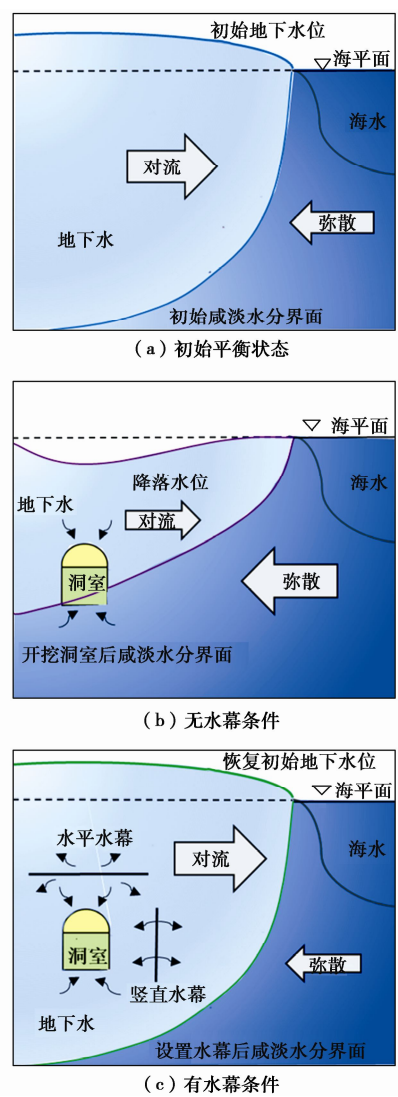 初始地下水位
海平面
海水
对流
弥散
地下水
初始咸淡水分界面
(a)初始平衡状态
海平面
降落水位
海水
地下水
对流
洞室
弥散
开挖洞室后咸淡水分界面
(b)无水幕条件
恢复初始地下水位
海平面
水平水幕
海水
对流
洞室
弥散
竖直水幕
地下水
设置水幕后咸淡水分界面
(c)有水幕条件